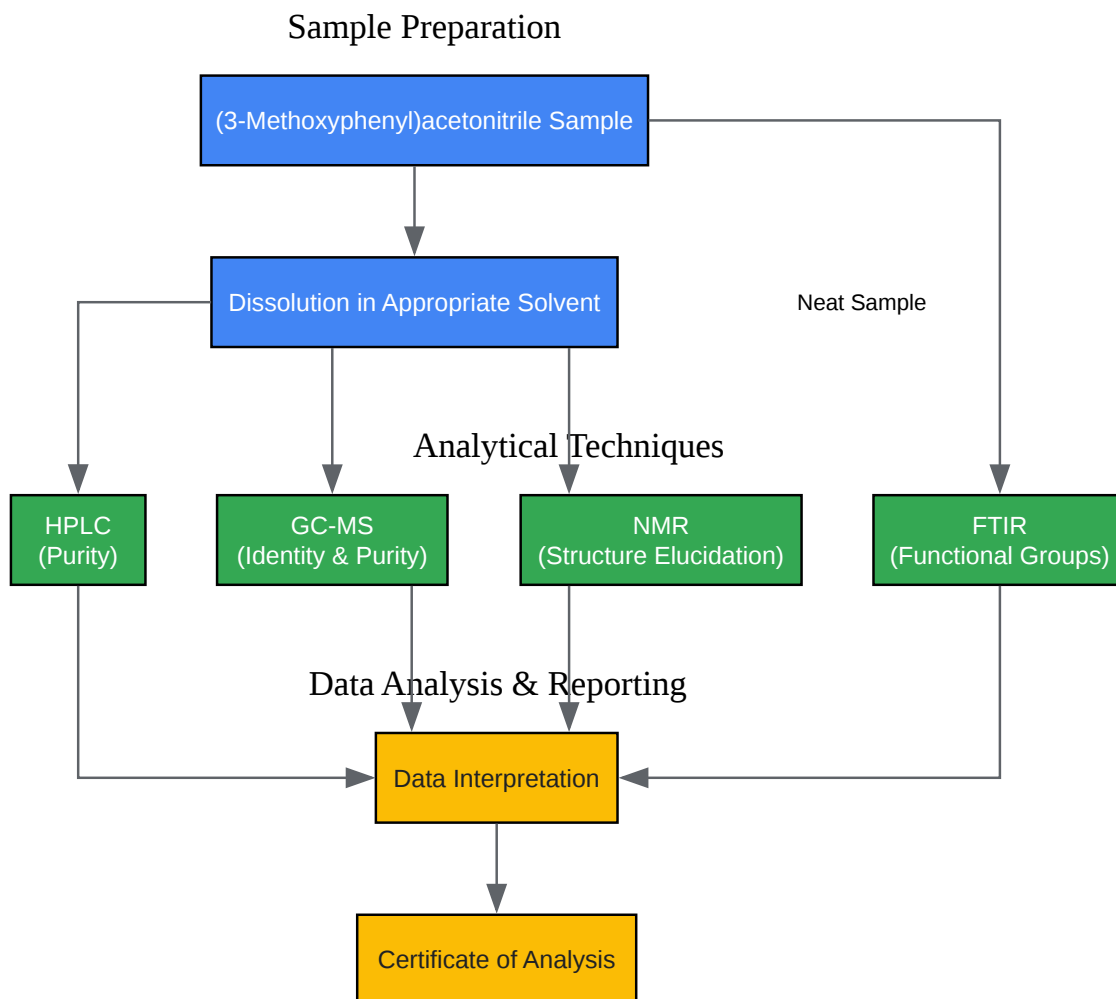 Sample Preparation
(3-Methoxyphenyl)acetonitrile Sample
Dissolution in Appropriate Solvent
Neat Sample
Analytical Techniques
HPLC
(Purity)
GC-MS
(Identity & Purity)
NMR
(Structure Elucidation)
FTIR
(Functional Groups)
Data Analysis & Reporting
Data Interpretation
Certificate of Analysis